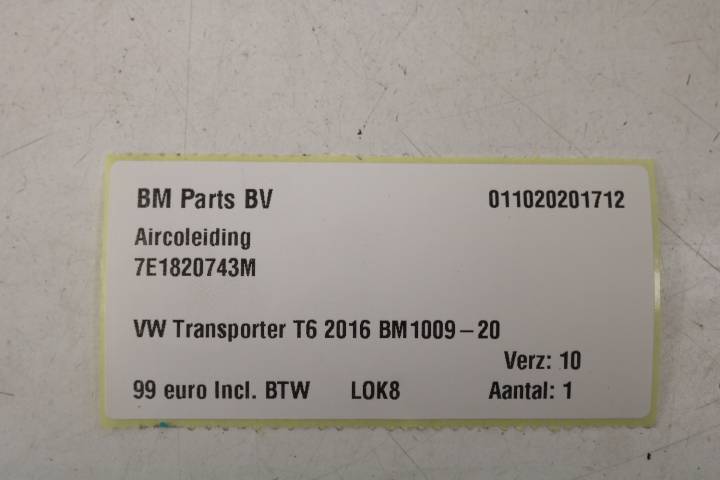 BM Parts BV 011020201712
Aircoleiding
7E1820743M
VW Transporter T6 2016 BM1009-20
Verz: 10
99 euro Incl. BTW LOK8 Aantal: 1